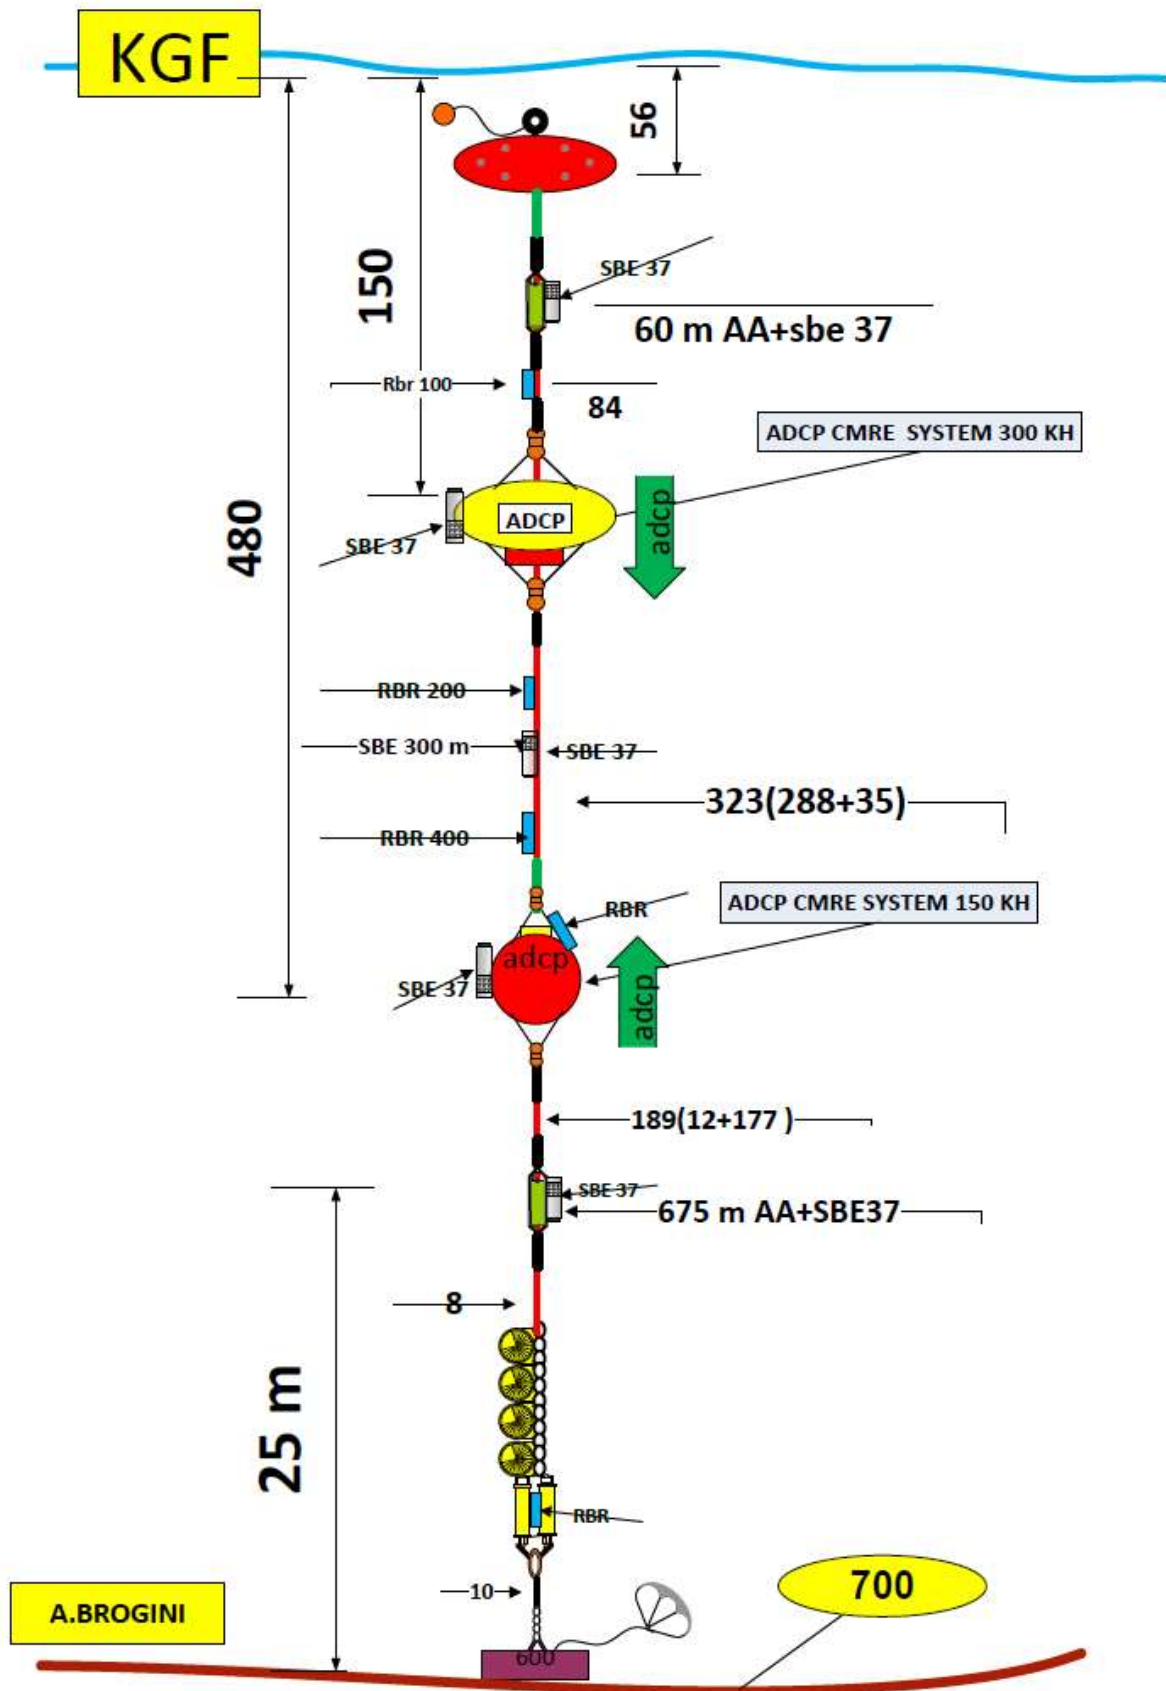 KGF
56
150
SBE 37
60 m AA+sbe 37
Rbr 100
84
ADCP CMRE SYSTEM 300 KH
480
ADCP
adcp
SBE 37
RBR 200
SBE 300 m
SBE 37
323(288+35)
RBR 400
RBR
ADCP CMRE SYSTEM 150 KH
adcp
SBE 37
adcp
189(12+177 )
SBE 37
675 m AA+SBE37
8
25 m
RBR
10
700
A.BROGINI
600